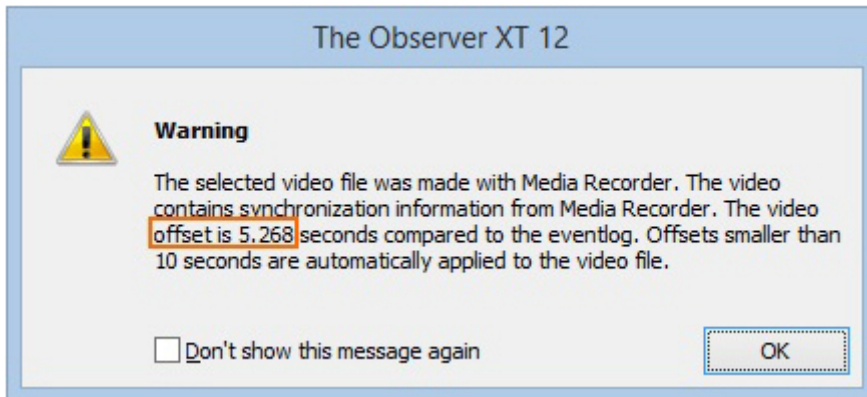 The Observer XT 12
Warning
The selected video file was made with Media Recorder. The video
contains synchronization information from Media Recorder. The video
offset is 5.268 seconds compared to the eventlog. Offsets smaller than
10 seconds are automatically applied to the video file.
Don't show this message again
OK